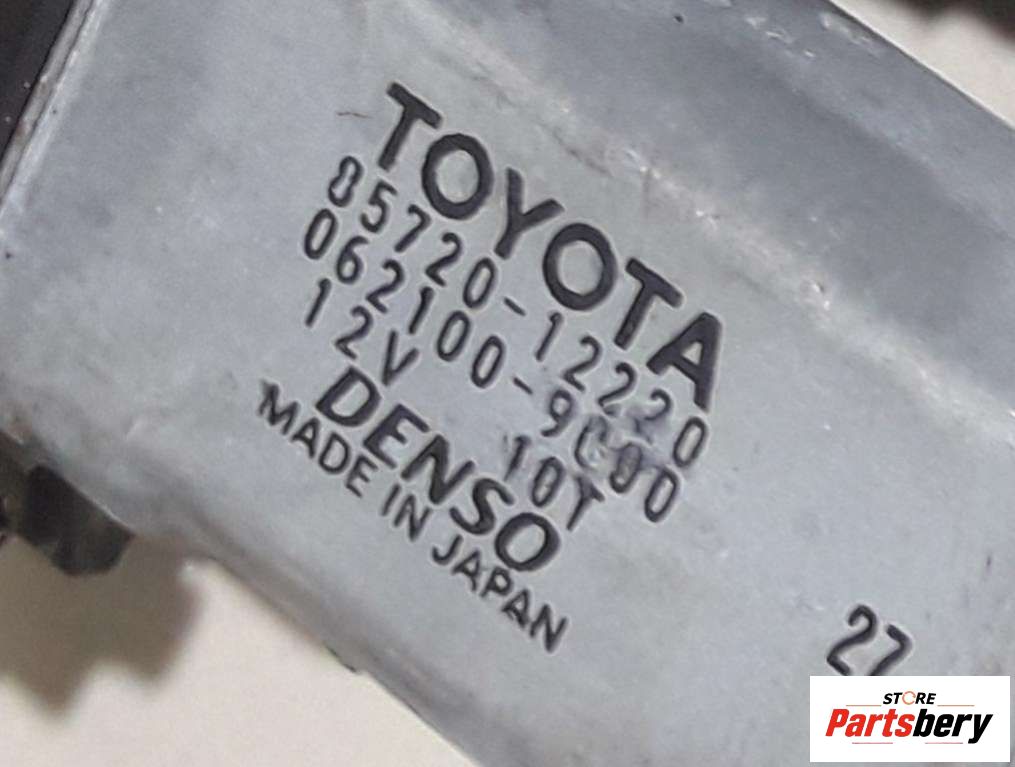 TOYOTA
85720-12220
062100-9000
12V 10T
DENSO
MADE IN JAPAN
27
STORE
Partsbery